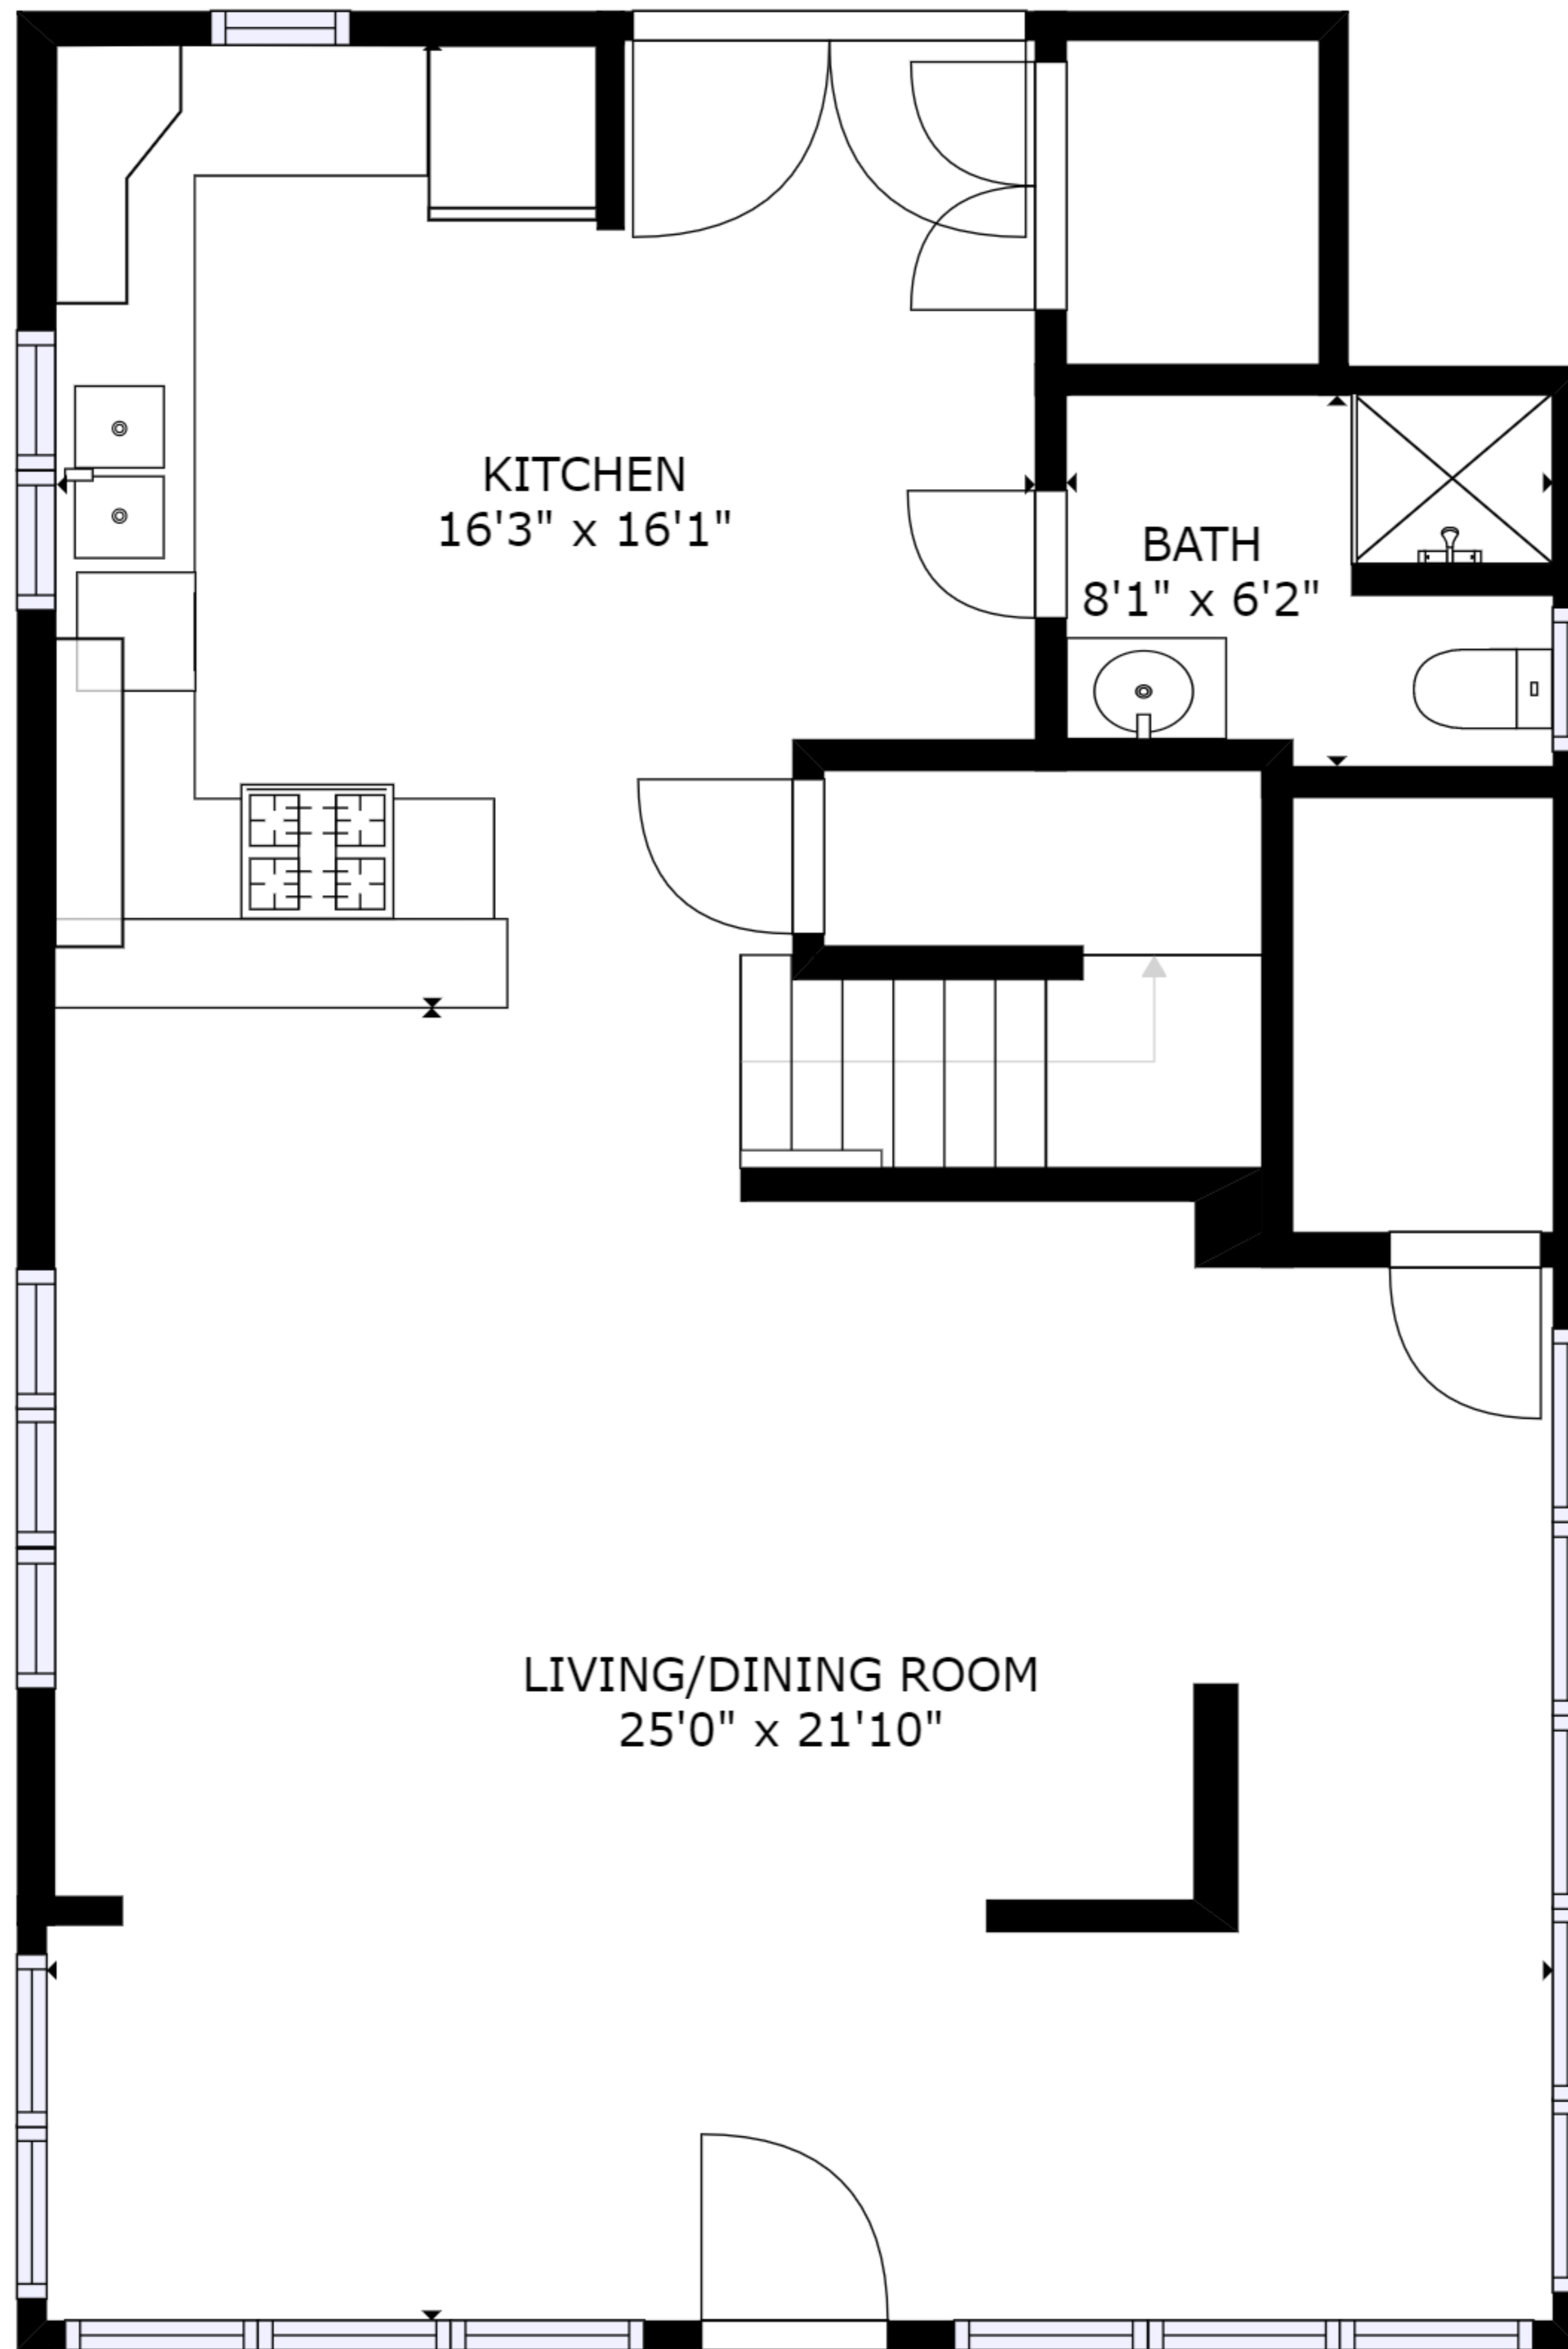 KITCHEN
16'3" x 16'1"
BATH
8'1" x 6'2"
LIVING/DINING ROOM
25'0" x 21'10"